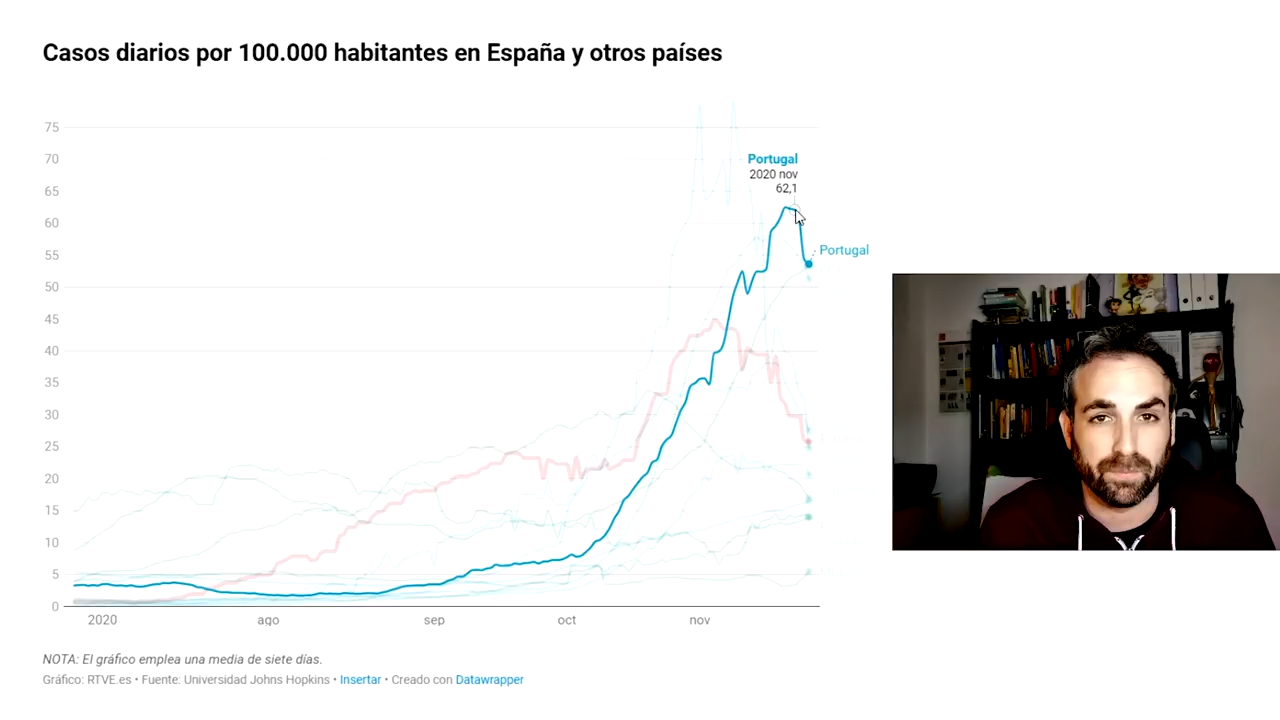 Casos diarios por 100.000 habitantes en España y otros países
75
70
65
60
55
50
45
40
35
30
25
20
15
10
5
0
Portugal
2020 nov
62,1
Portugal
2020
ago
sep
oct
nov
NOTA: El gráfico emplea una media de siete días.
Gráfico: RTVE.es • Fuente: Universidad Johns Hopkins • Insertar • Creado con Datawrapper